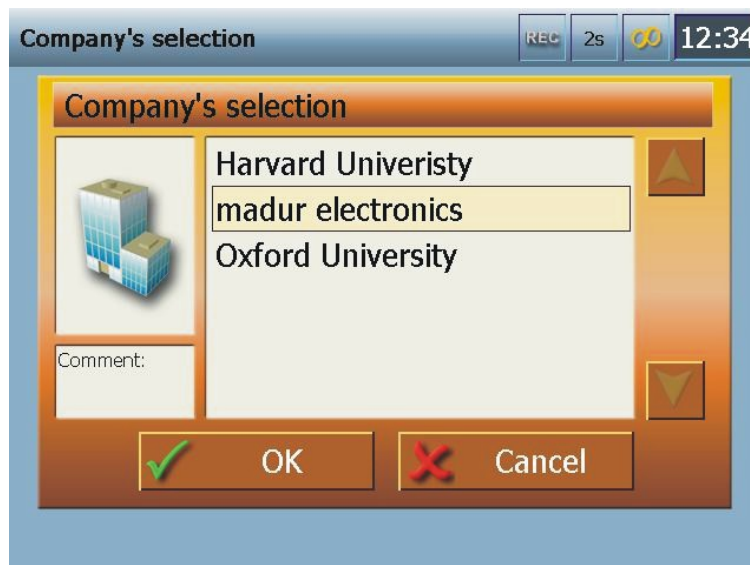 Company's selection
REC 2s 12:34
Company's selection
Harvard Univeristy
madur electronics
Oxford University
Comment:
OK Cancel